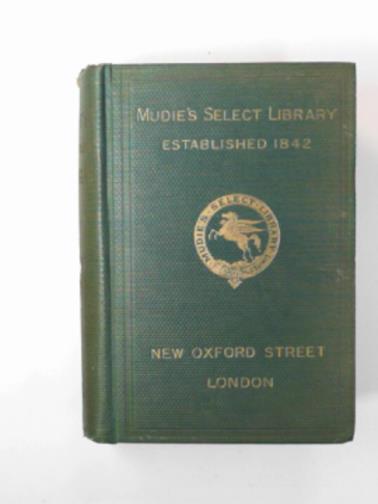 MUDIE'S SELECT LIBRARY
ESTABLISHED 1842
MUDIE'S · SELECT · LIBRARY
NEW OXFORD STREET
LONDON